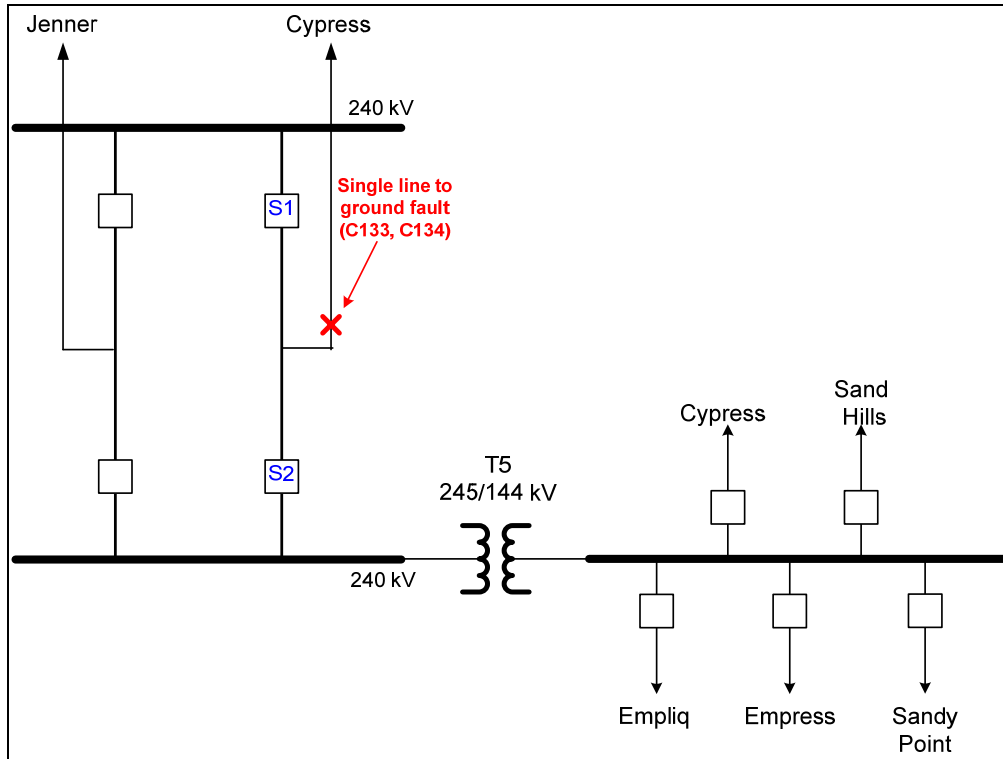 Jenner
Cypress
240 kV
Single line to
ground fault
(C133, C134)
S1
S2
T5
245/144 kV
240 kV
Cypress
Sand
Hills
Empliq
Empress
Sandy
Point